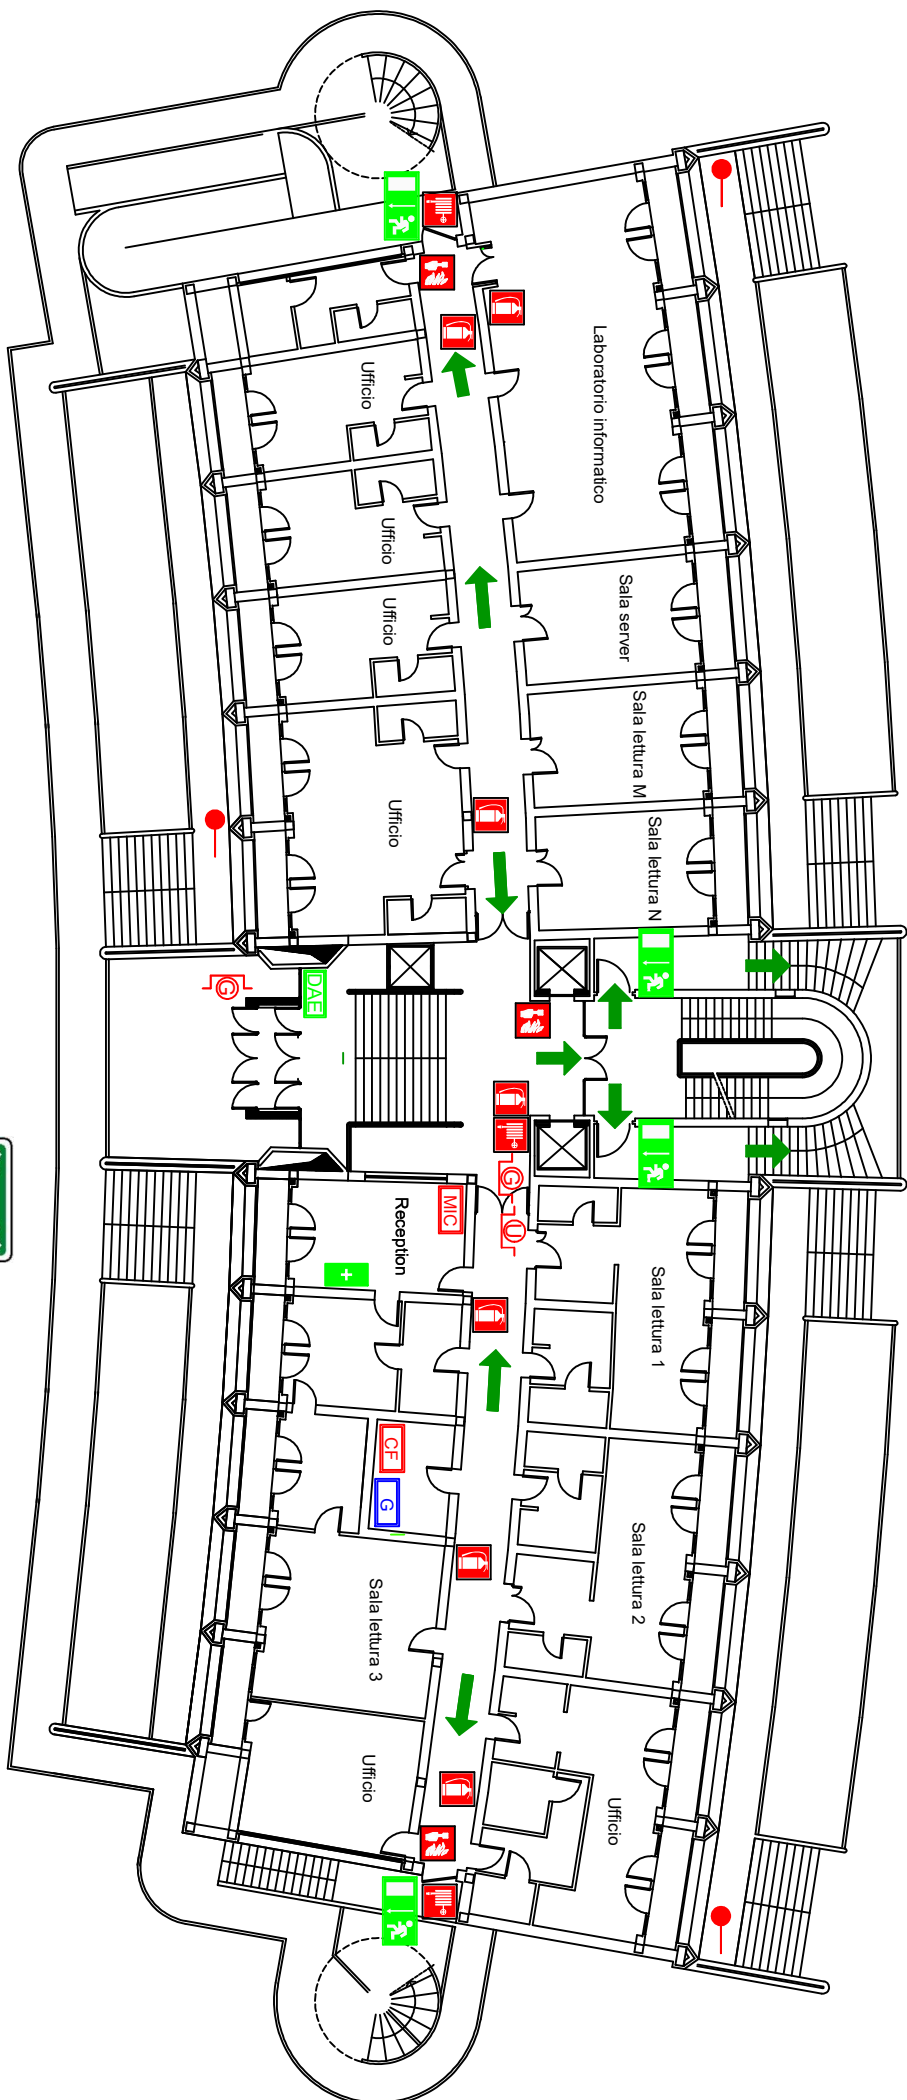 Laboratorio informatico
Sala server
Sala lettura M
Sala lettura N
Ufficio
Ufficio
Ufficio
Ufficio
DAE
G
G
U
MIC
Reception
Sala lettura 1
CF
G
Sala lettura 2
Sala lettura 3
Ufficio
Ufficio